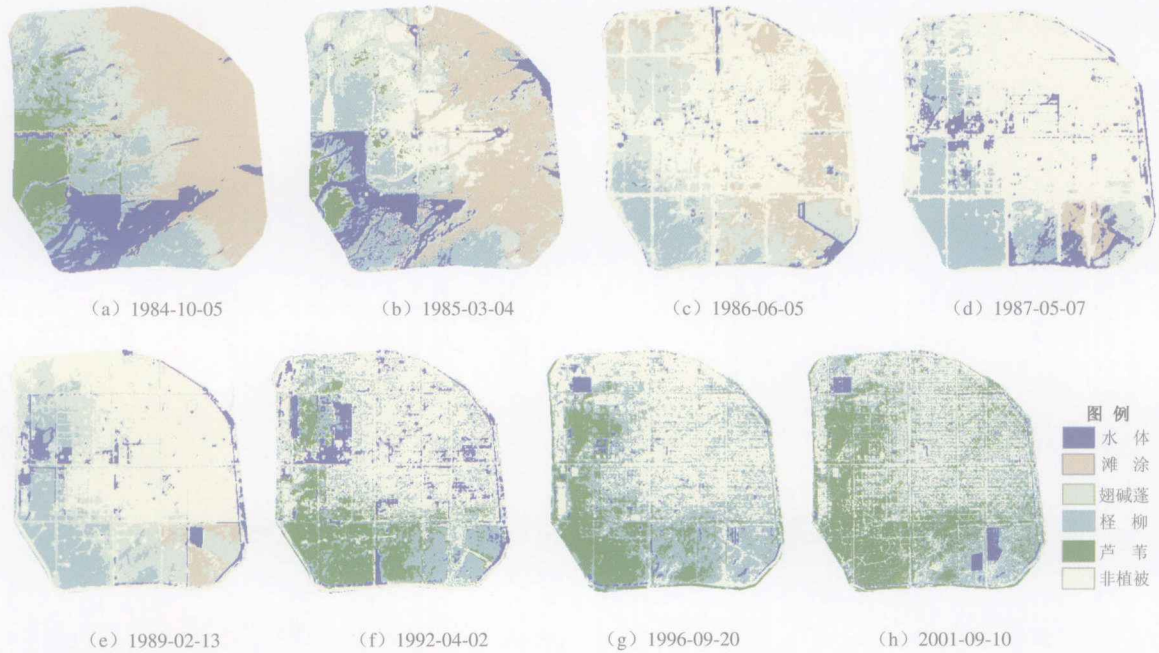 (a) 1984-10-05
(b) 1985-03-04
(c) 1986-06-05
(d) 1987-05-07
图 例
水 体
滩 涂
翅碱蓬
柽 柳
芦 苇
非植被
(e) 1989-02-13
(f) 1992-04-02
(g) 1996-09-20
(h) 2001-09-10